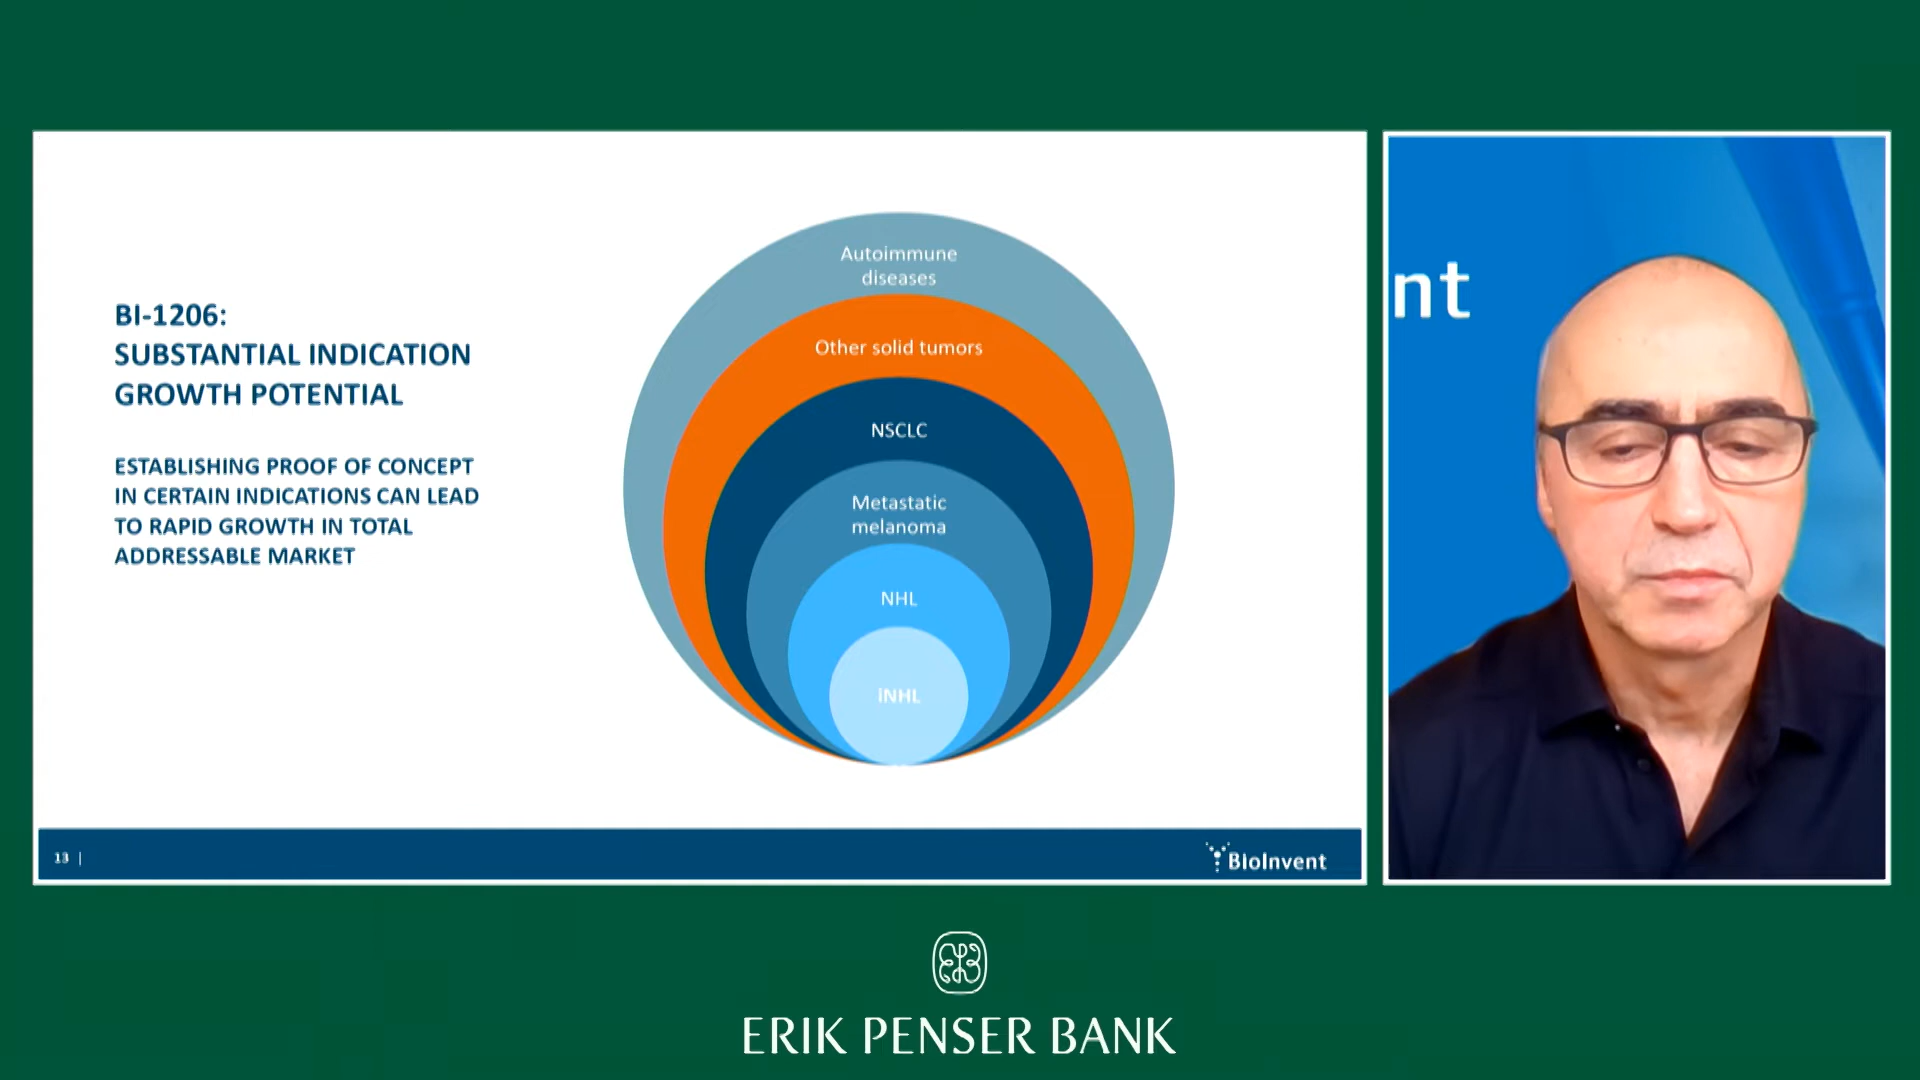 BI-1206:
SUBSTANTIAL INDICATION
GROWTH POTENTIAL
ESTABLISHING PROOF OF CONCEPT
IN CERTAIN INDICATIONS CAN LEAD
TO RAPID GROWTH IN TOTAL
ADDRESSABLE MARKET
Autoimmune
diseases
Other solid tumors
NSCLC
Metastatic
melanoma
NHL
iNHL
13 |
BioInvent
nt
ERIK PENSER BANK